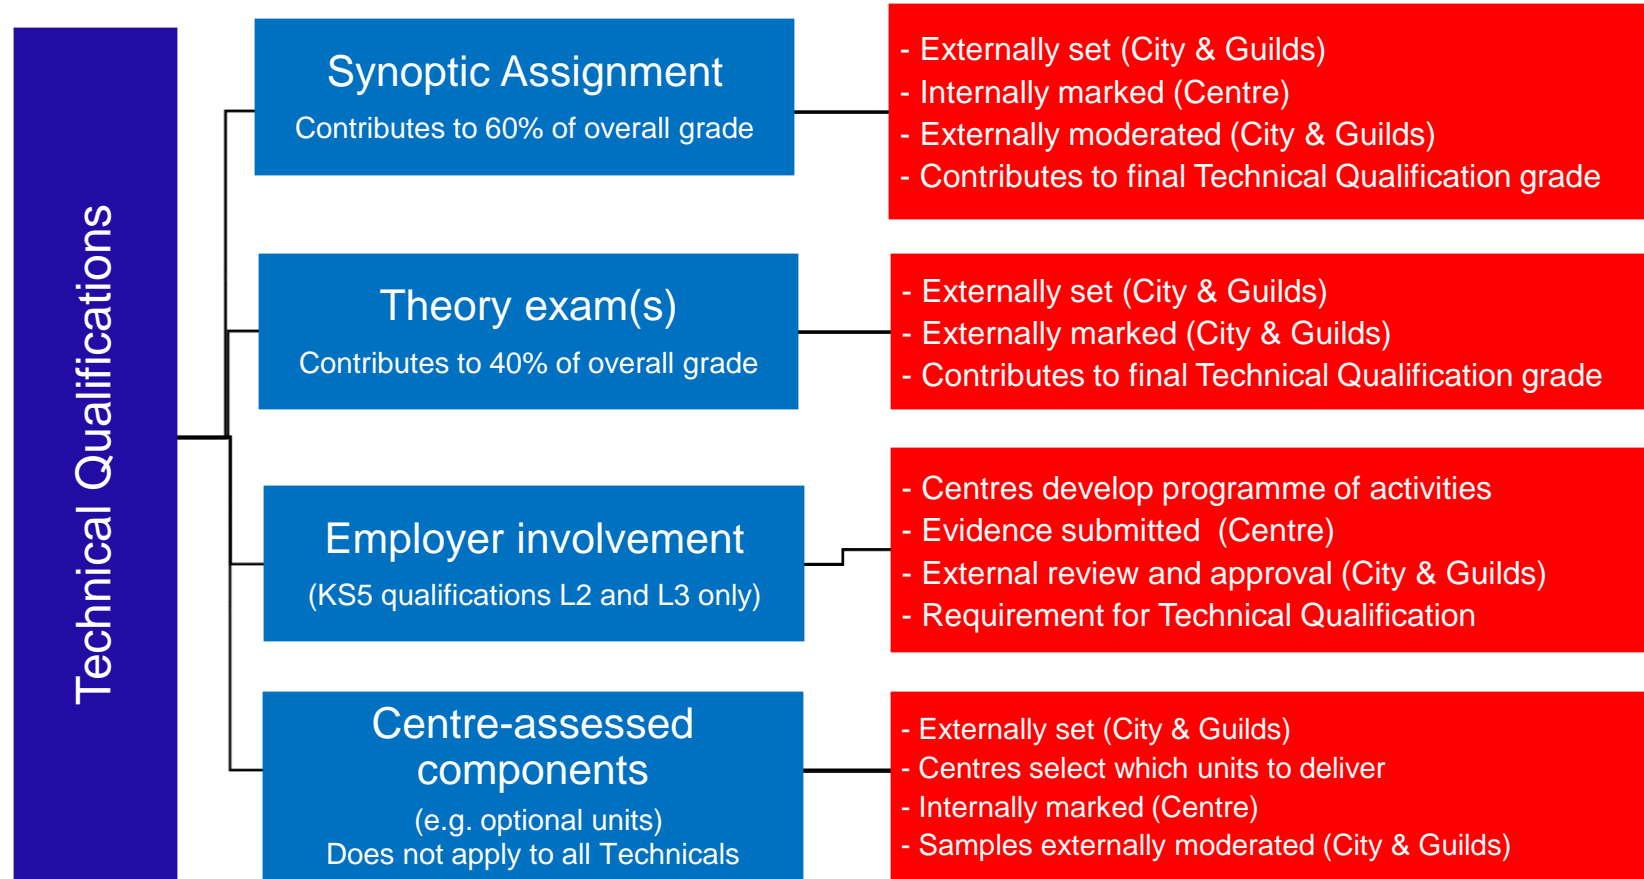 Technical Qualifications
Synoptic Assignment
Contributes to 60% of overall grade
- Externally set (City & Guilds)
- Internally marked (Centre)
- Externally moderated (City & Guilds)
- Contributes to final Technical Qualification grade
Theory exam(s)
Contributes to 40% of overall grade
- Externally set (City & Guilds)
- Externally marked (City & Guilds)
- Contributes to final Technical Qualification grade
Employer involvement
(KS5 qualifications L2 and L3 only)
- Centres develop programme of activities
- Evidence submitted  (Centre)
- External review and approval (City & Guilds)
- Requirement for Technical Qualification
Centre-assessed
components
(e.g. optional units)
Does not apply to all Technicals
- Externally set (City & Guilds)
- Centres select which units to deliver
- Internally marked (Centre)
- Samples externally moderated (City & Guilds)